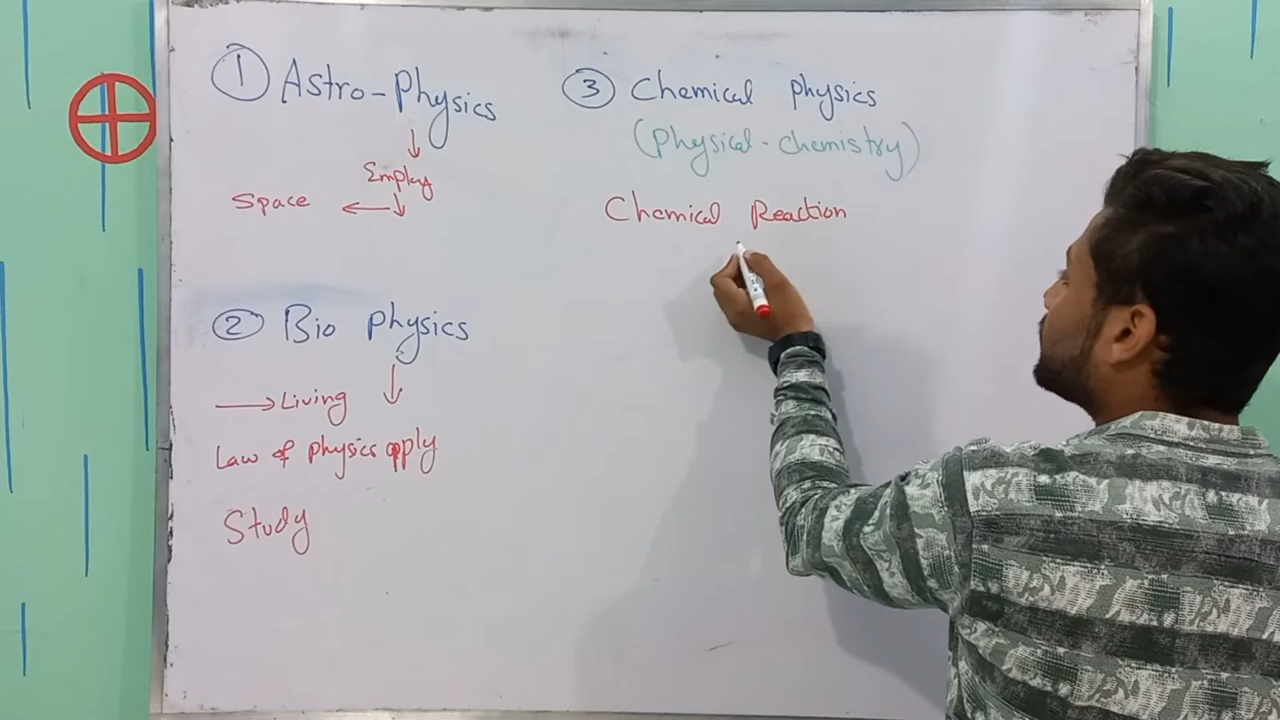 ① Astro-Physics
Employ
Space
② Bio physics
Living
Law of physics apply
Study
③ Chemical physics
(Physical-chemistry)
Chemical Reaction